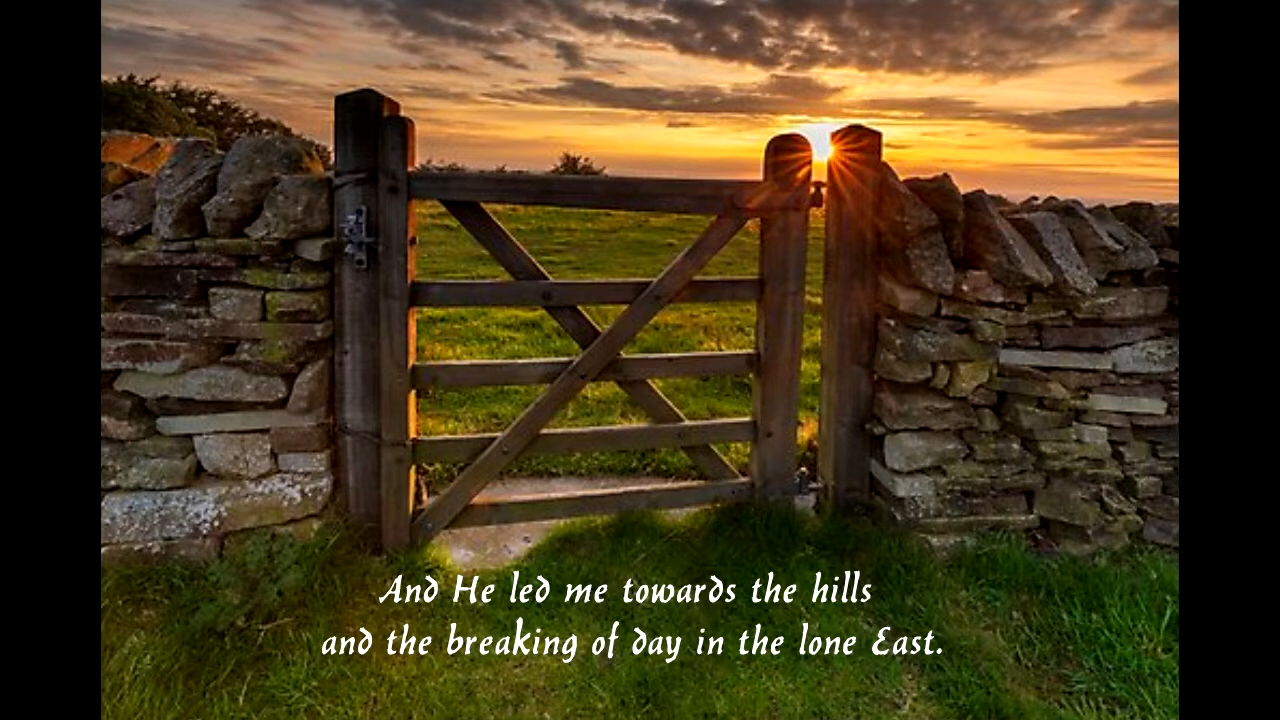 And He led me towards the hills
and the breaking of day in the lone East.